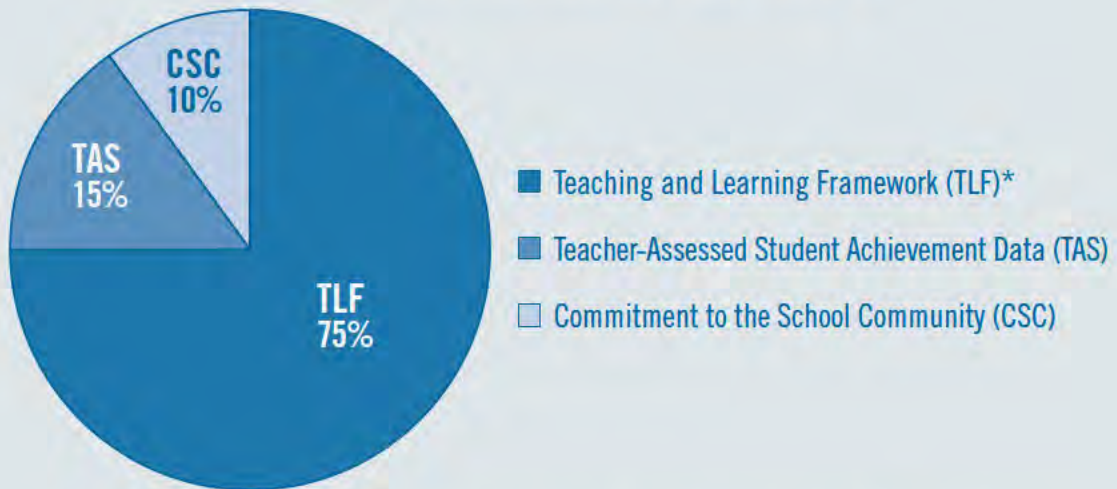 CSC
10%
TAS
15%
TLF
75%
Teaching and Learning Framework (TLF)*
Teacher-Assessed Student Achievement Data (TAS)
Commitment to the School Community (CSC)